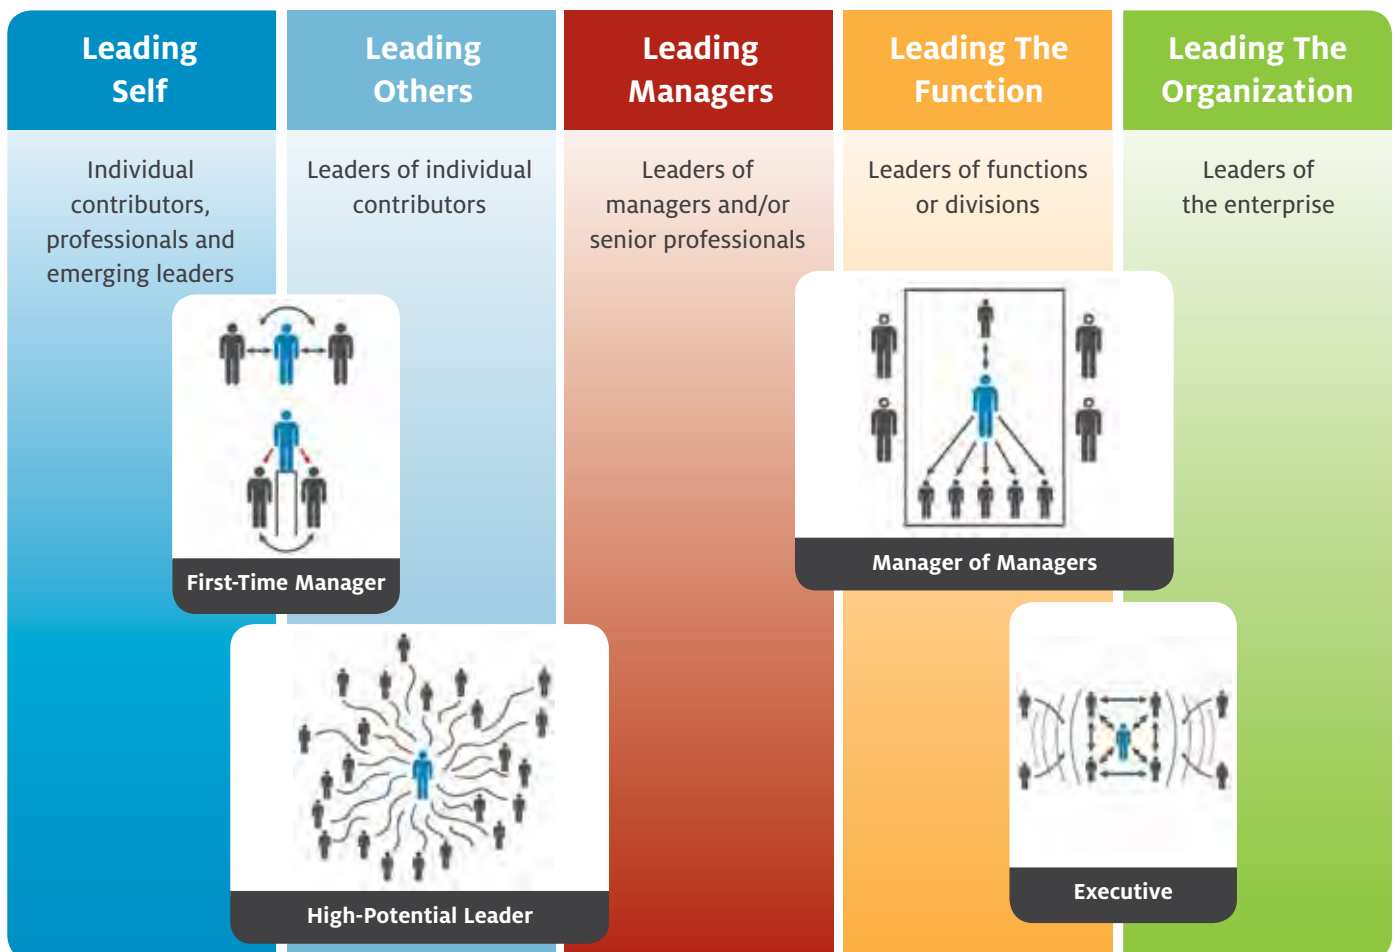 Leading
Self
Leading
Others
Leading
Managers
Leading The
Function
Leading The
Organization
Individual
contributors,
professionals and
emerging leaders
Leaders of individual
contributors
Leaders of
managers and/or
senior professionals
Leaders of functions
or divisions
Leaders of
the enterprise
First-Time Manager
Manager of Managers
High-Potential Leader
Executive